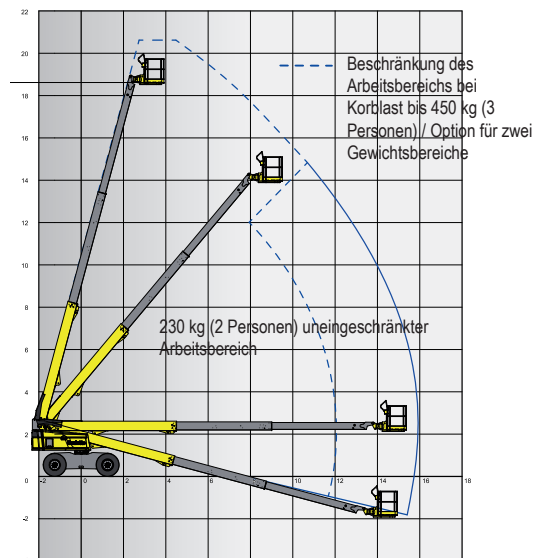 22
20
18
16
14
12
10
8
6
4
2
0
-2
Beschränkung des
Arbeitsbereichs bei
Korblast bis 450 kg (3
Personen) / Option für zwei
Gewichtsbereiche
230 kg (2 Personen) uneingeschränkter
Arbeitsbereich
-2 0 2 4 6 8 10 12 14 16 18